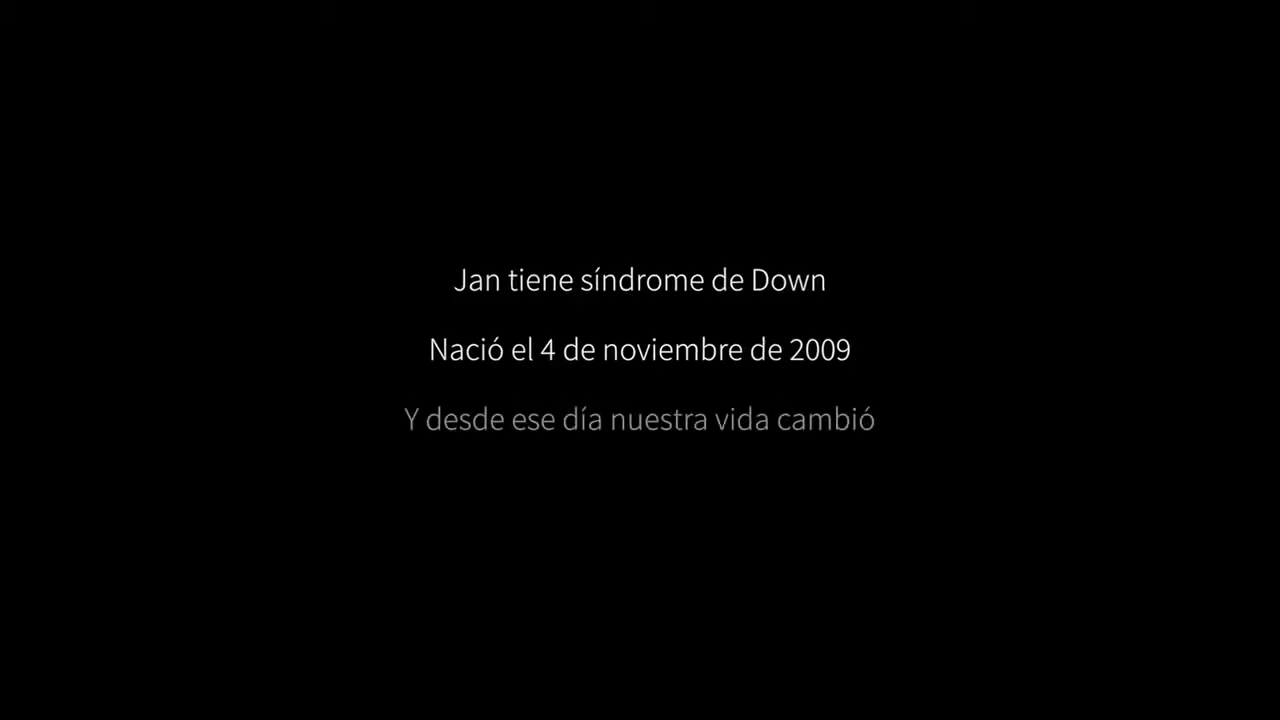 Jan tiene síndrome de Down
Nació el 4 de noviembre de 2009
Y desde ese día nuestra vida cambió